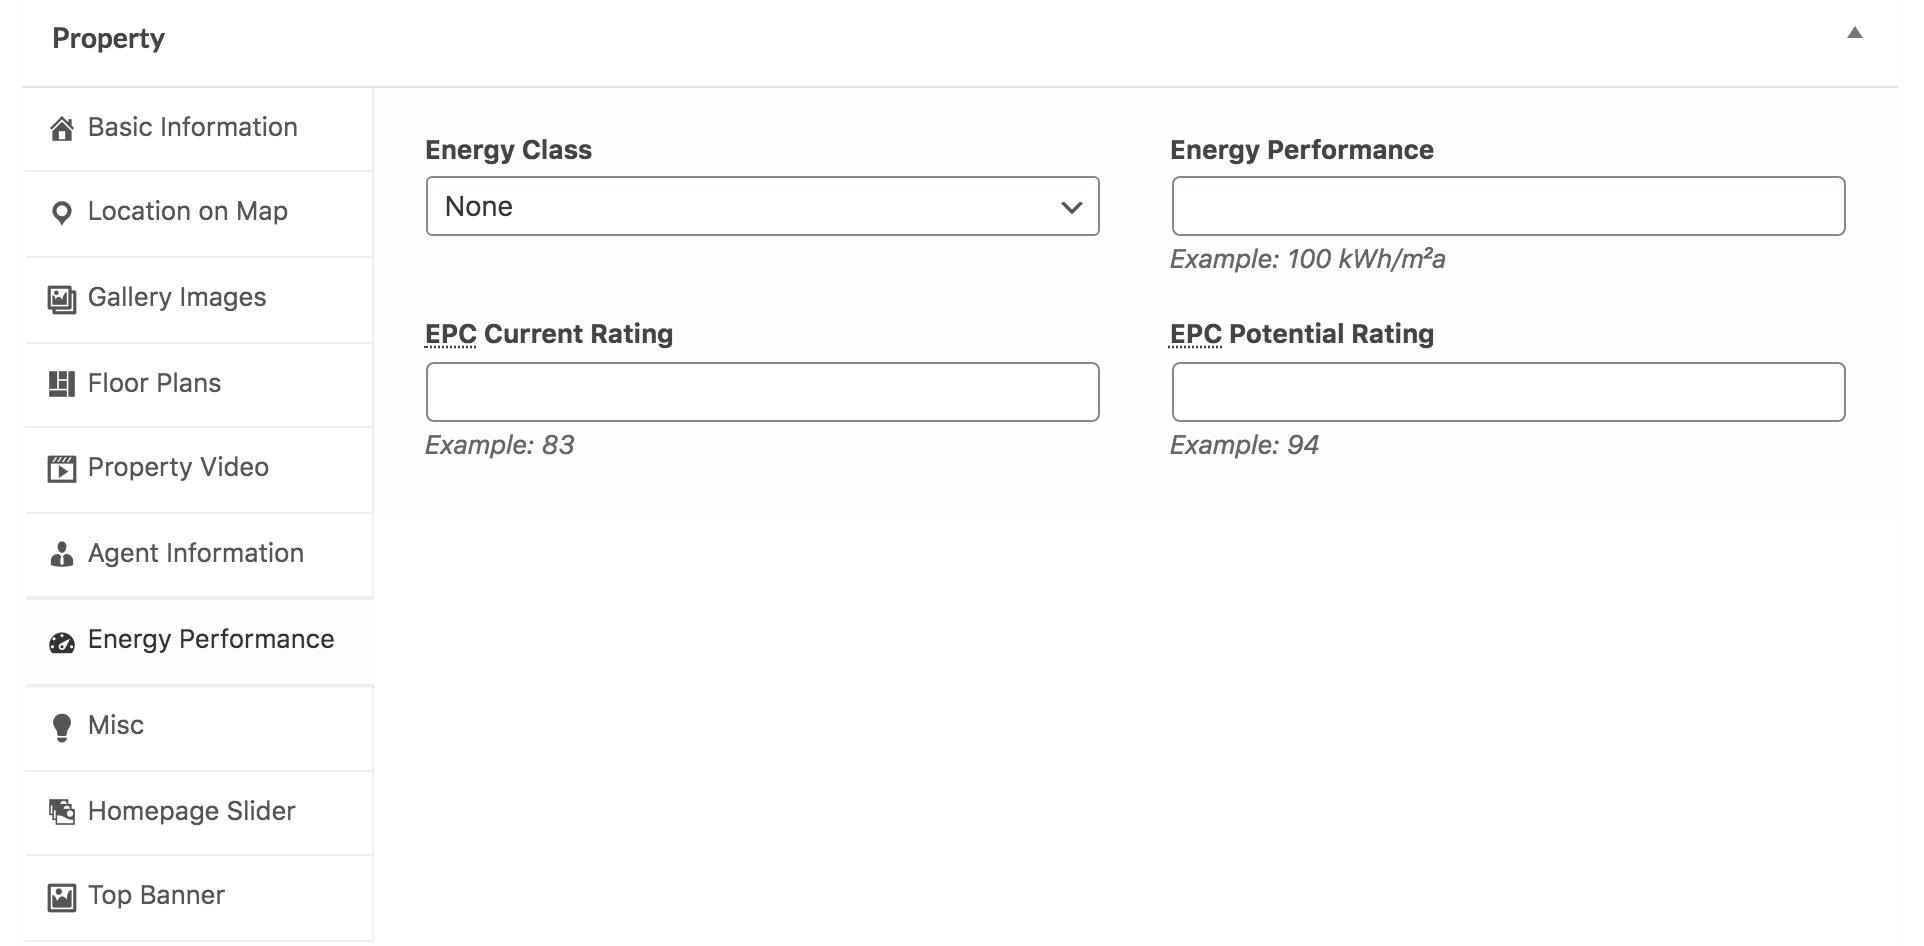 Property
Basic Information
Location on Map
Gallery Images
Floor Plans
Property Video
Agent Information
Energy Performance
Misc
Homepage Slider
Top Banner
Energy Class
None
Energy Performance
Example: 100 kWh/m²a
EPC Current Rating
Example: 83
EPC Potential Rating
Example: 94